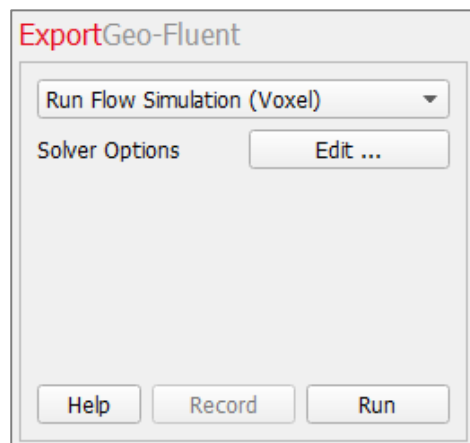 ExportGeo-Fluent
Run Flow Simulation (Voxel)
Solver Options Edit ...
Help Record Run